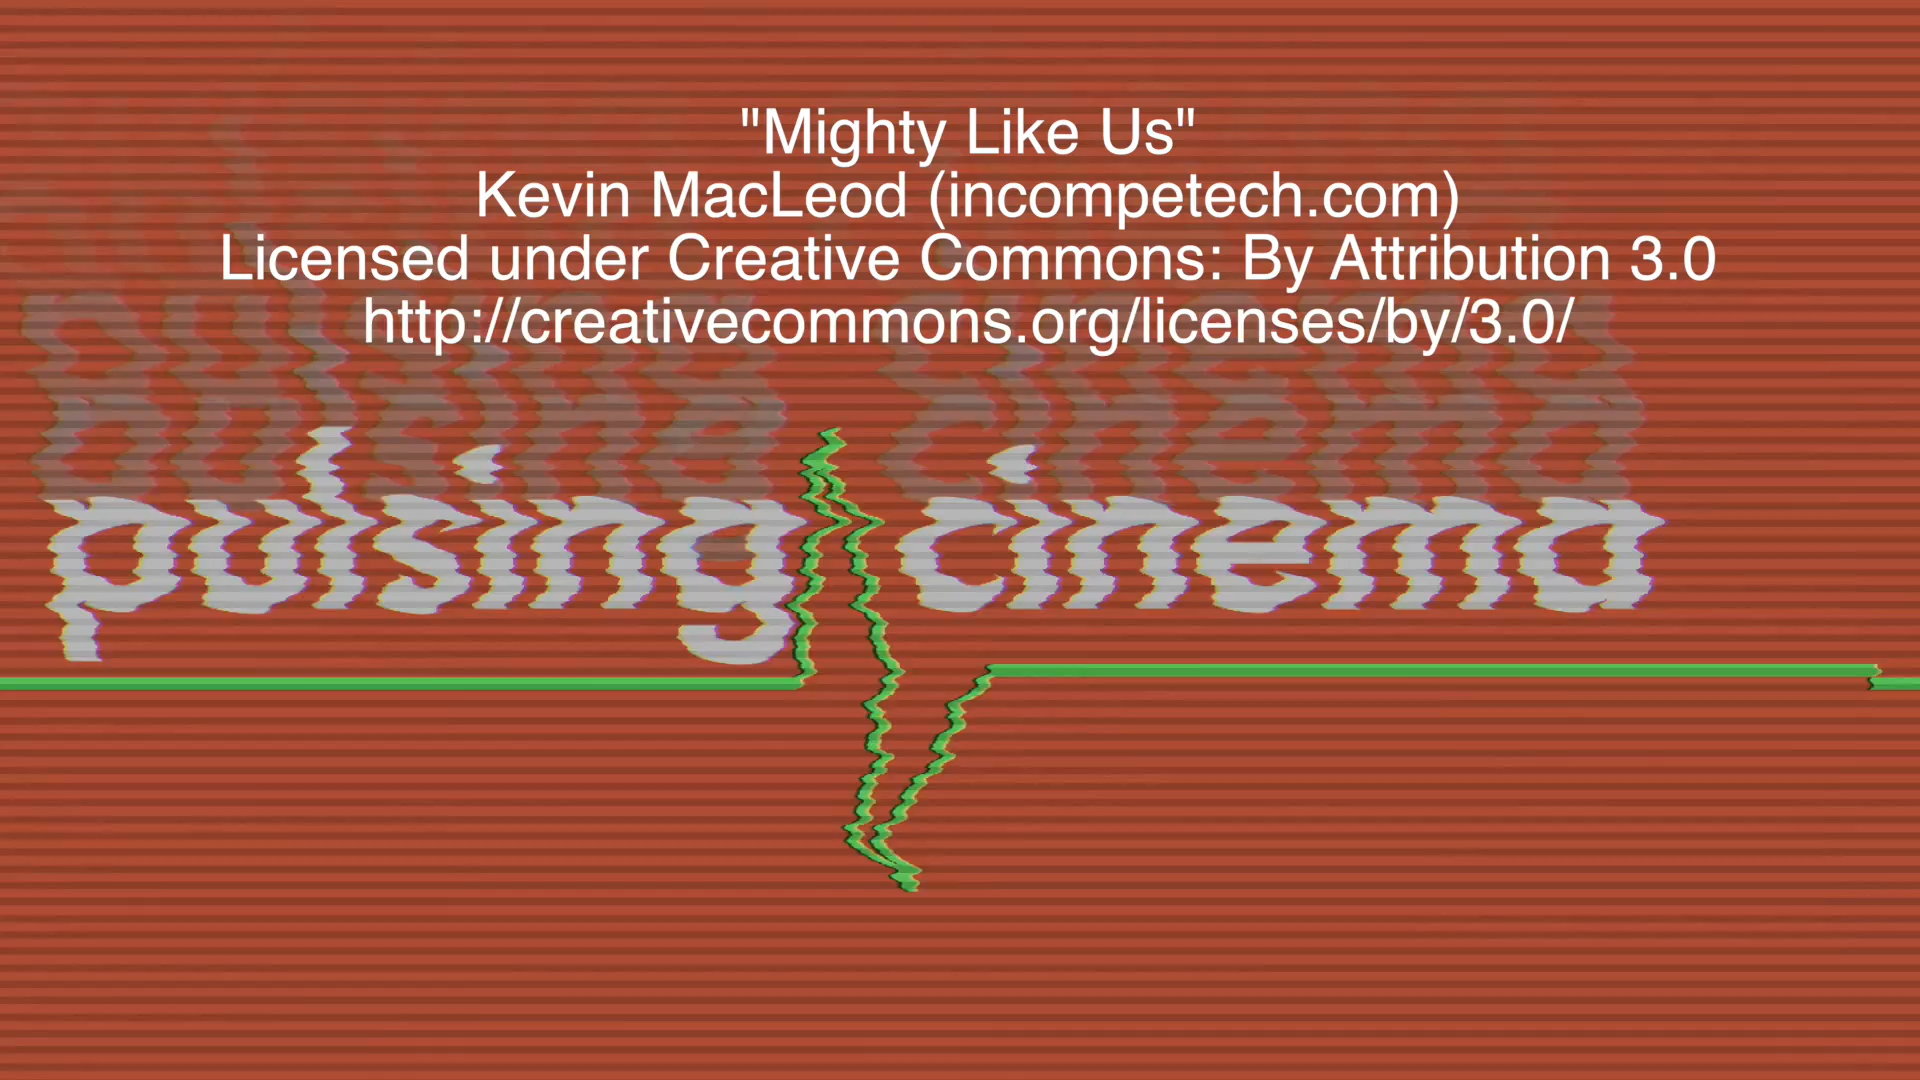 "Mighty Like Us"
Kevin MacLeod (incompetech.com)
Licensed under Creative Commons: By Attribution 3.0
http://creativecommons.org/licenses/by/3.0/
pulsing cinema